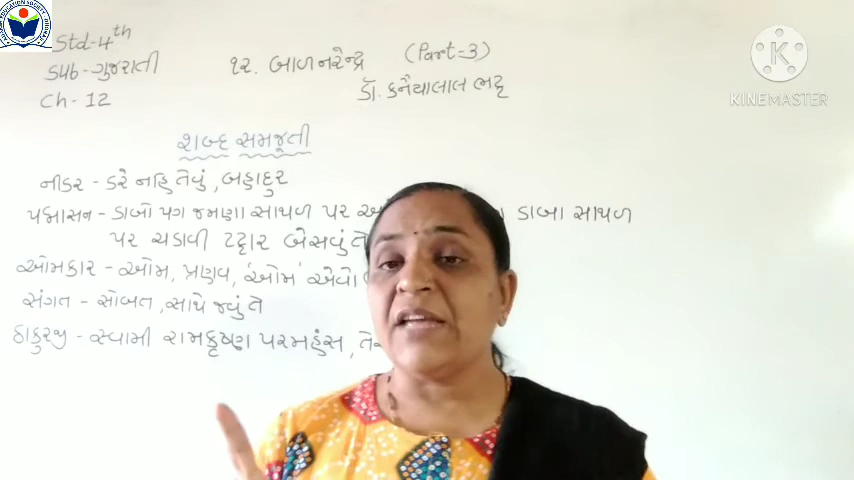 Std-4th
Sub-ગુજરાતી
Ch-12
૧૨. બાળનરેન્દ્ર (Part=3)
ડૉ. કનૈયાલાલ ભટ્ટ
શબ્દ સમજૂતી
નીડર - ડરે નહિ તેવું, બહાદુર
પદ્માસન - ડાબો પગ જમણા સાથળ પર ડાબા સાથળ
પર ચડાવી ટટ્ટાર બેસવું તે
ઓમકાર - ઓમ, પ્રણવ, 'ઓમ' એવો
સંગત - સોબત, સાથે જવું તે
ઠાકુરજી - સ્વામી રામકૃષ્ણ પરમહંસ,
KINEMASTER